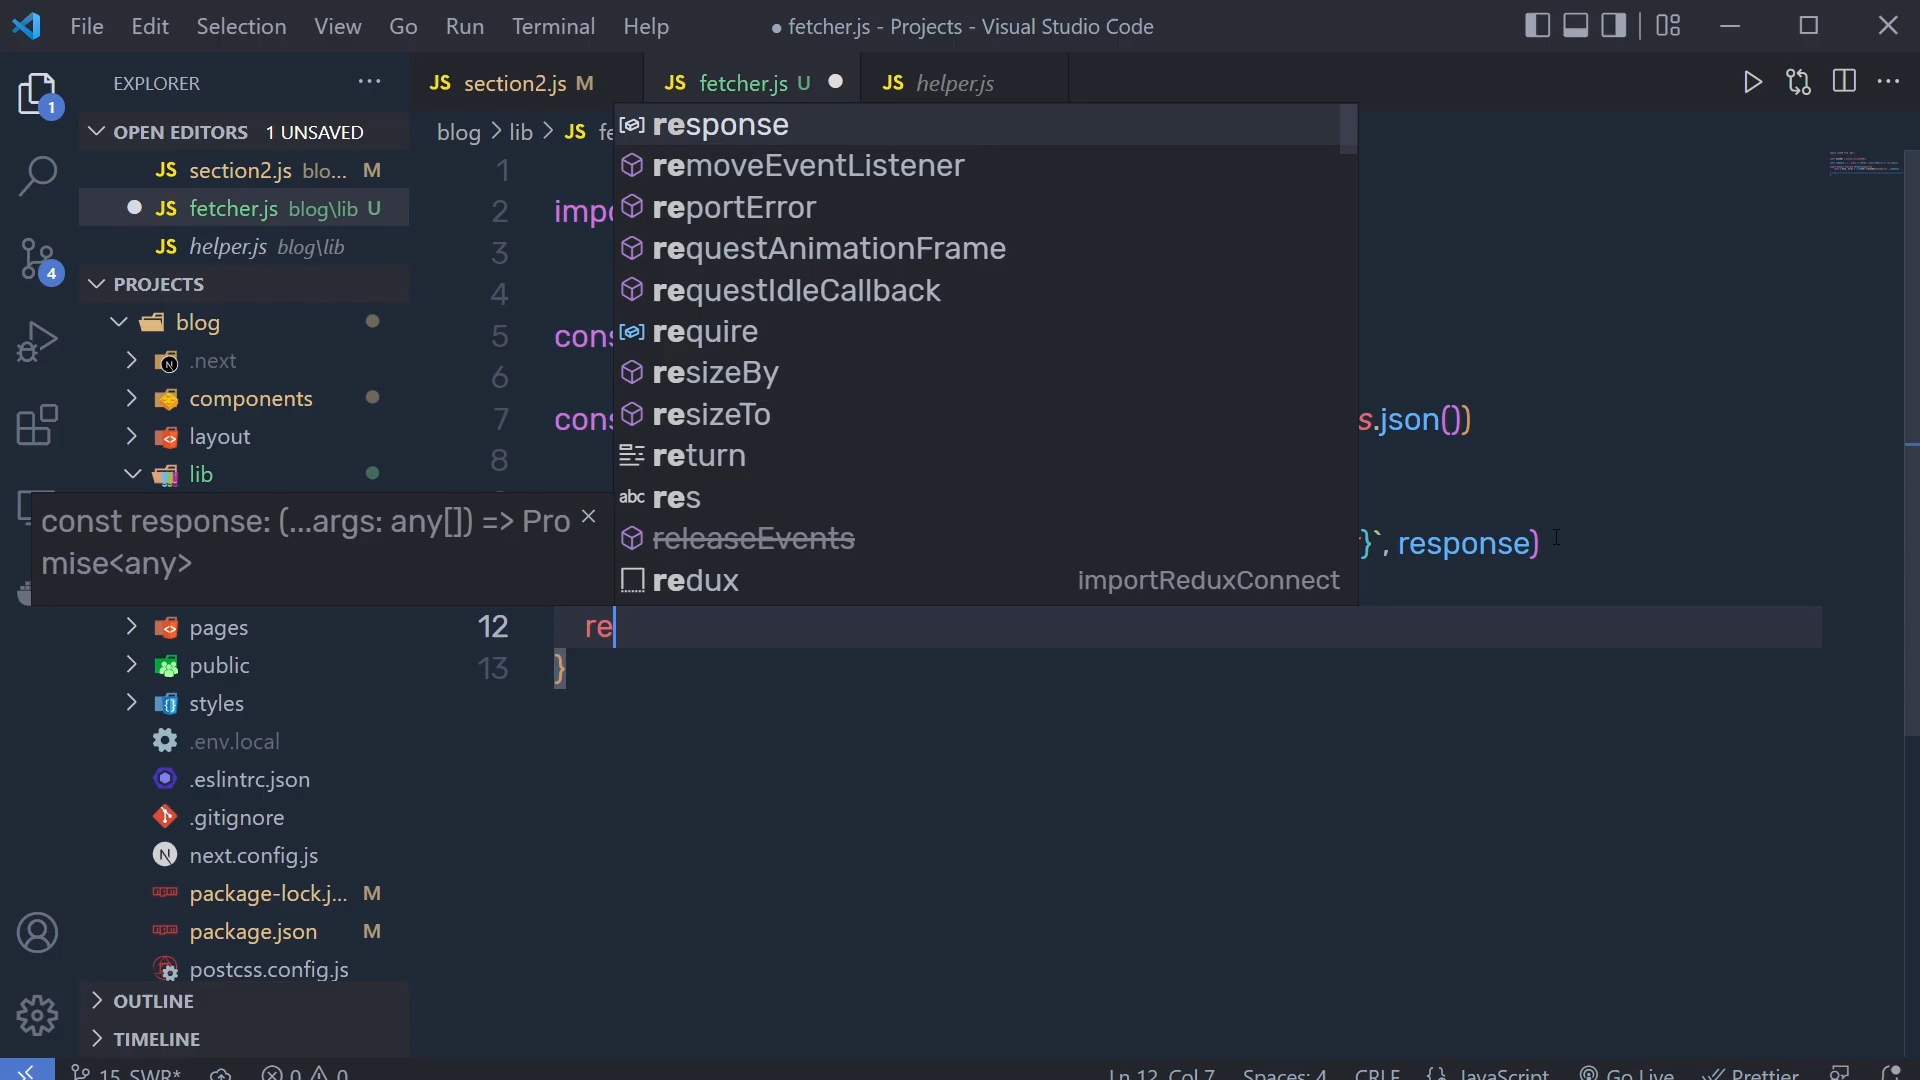 File Edit Selection View Go Run Terminal Help ● fetcher.js - Projects - Visual Studio Code
EXPLORER ...
JS section2.js M JS fetcher.js U ● JS helper.js
OPEN EDITORS 1 UNSAVED
blog > lib > JS
JS section2.js blo... M
● JS fetcher.js blog\lib U
JS helper.js blog\lib
PROJECTS
blog
.next
components
layout
lib
pages
public
styles
.env.local
.eslintrc.json
.gitignore
next.config.js
package-lock.j... M
package.json M
postcss.config.js
OUTLINE
TIMELINE
1
4
1
2 impo
3
4
5 cons
6
7 cons s.json())
8
}`, response)
12 re
13 }
response
removeEventListener
reportError
requestAnimationFrame
requestIdleCallback
require
resizeBy
resizeTo
return
abc res
releaseEvents
redux importReduxConnect
const response: (...args: any[]) => Pro ×
mise<any>
15 SWR* 0 0 Ln 12, Col 7 Spaces: 4 CRLF {} JavaScript Go Live Prettier